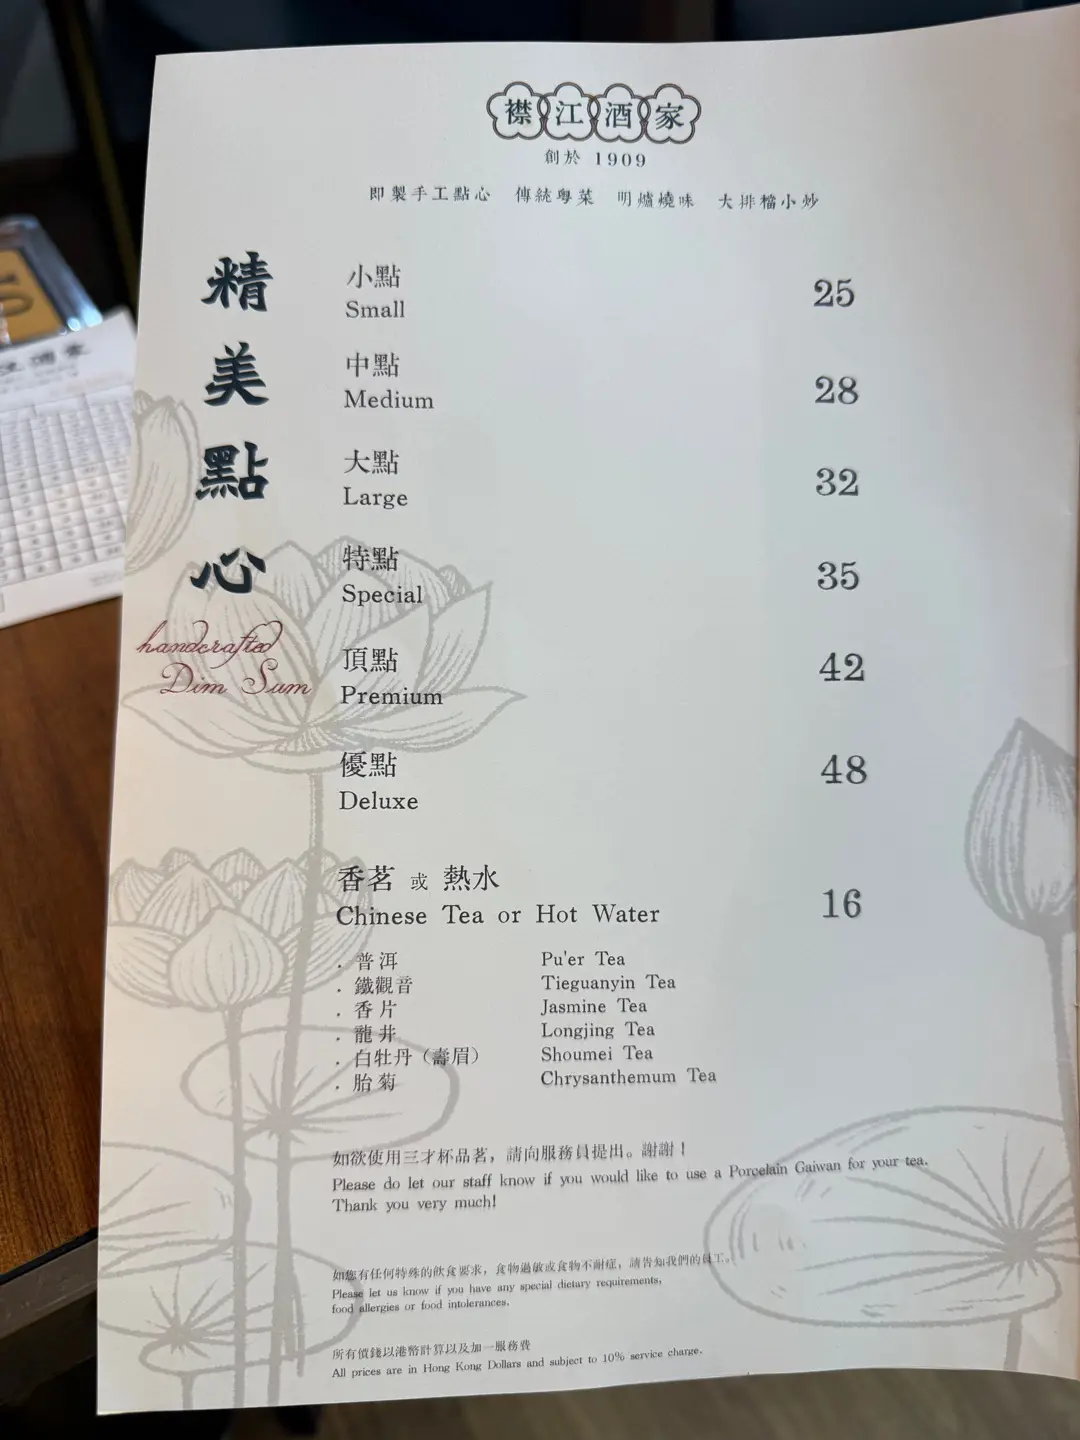 襟江酒家
創於 1909
即製手工點心 傳統粵菜 明爐燒味 大排檔小炒
精美點心
handcrafted
Dim Sum
小點 25
Small
中點 28
Medium
大點 32
Large
特點 35
Special
頂點 42
Premium
優點 48
Deluxe
香茗 或 熱水 16
Chinese Tea or Hot Water
. 普洱 Pu'er Tea
. 鐵觀音 Tieguanyin Tea
. 香片 Jasmine Tea
. 龍井 Longjing Tea
. 白牡丹（壽眉） Shoumei Tea
. 胎菊 Chrysanthemum Tea
如欲使用三才杯品茗，請向服務員提出。謝謝！
Please do let our staff know if you would like to use a Porcelain Gaiwan for your tea.
Thank you very much!
如您有任何特殊的飲食要求，食物過敏或食物不耐症，請告知我們的員工。
Please let us know if you have any special dietary requirements,
food allergies or food intolerances.
所有價錢以港幣計算以及加一服務費
All prices are in Hong Kong Dollars and subject to 10% service charge.